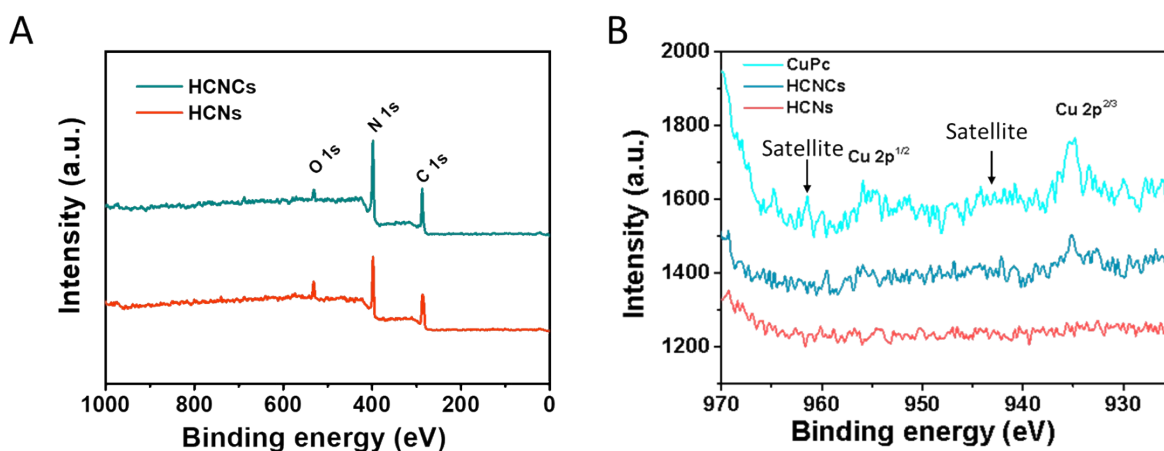 A
HCNCs
HCNs
O 1s
N 1s
C 1s
Intensity (a.u.)
1000
800
600
400
200
0
Binding energy (eV)
B
2000
1800
1600
1400
1200
CuPc
HCNCs
HCNs
Satellite
Cu 2p^{1/2}
Satellite
Cu 2p^{2/3}
Intensity (a.u.)
970
960
950
940
930
Binding energy (eV)